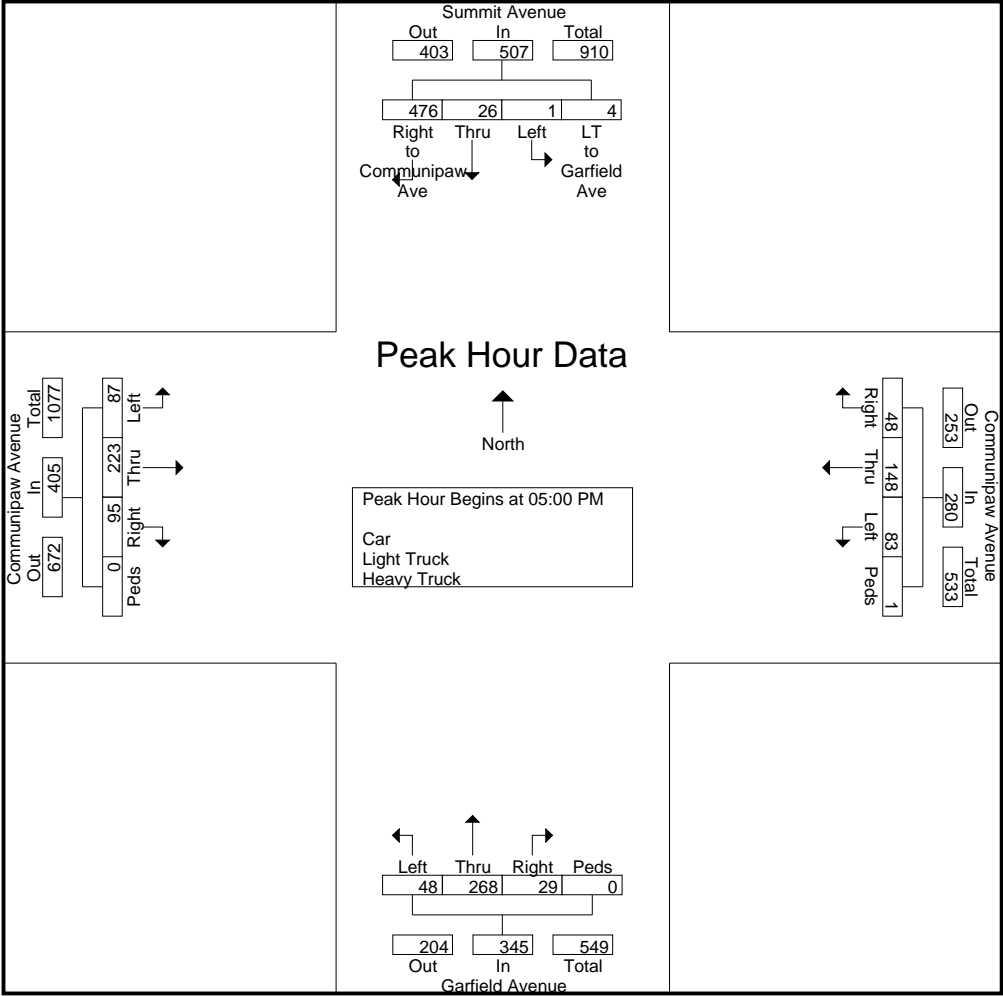 Summit Avenue
Out In Total
403 507 910
476 26 1 4
Right to Communipaw Ave
Thru
Left
LT to Garfield Ave
Peak Hour Data
North
Peak Hour Begins at 05:00 PM
Car
Light Truck
Heavy Truck
Communipaw Avenue
Total In Out
1077 405 672
87 223 95 0
Left Thru Right Peds
Communipaw Avenue
Out In Total
253 280 533
48 148 83 1
Right Thru Left Peds
Left Thru Right Peds
48 268 29 0
204 345 549
Out In Total
Garfield Avenue